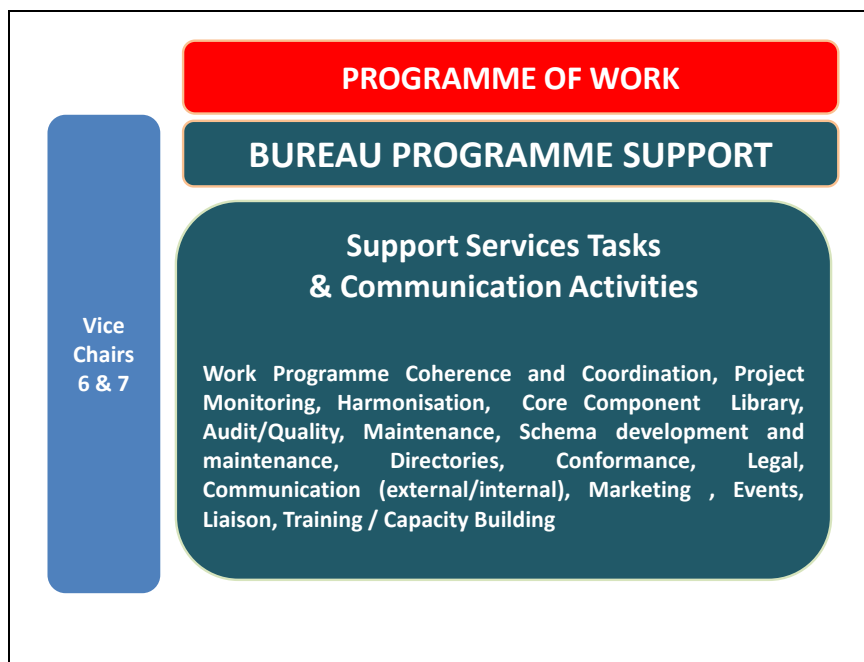 PROGRAMME OF WORK
BUREAU PROGRAMME SUPPORT
Vice
Chairs
6 & 7
Support Services Tasks
& Communication Activities
Work Programme Coherence and Coordination, Project
Monitoring, Harmonisation, Core Component Library,
Audit/Quality, Maintenance, Schema development and
maintenance, Directories, Conformance, Legal,
Communication (external/internal), Marketing , Events,
Liaison, Training / Capacity Building